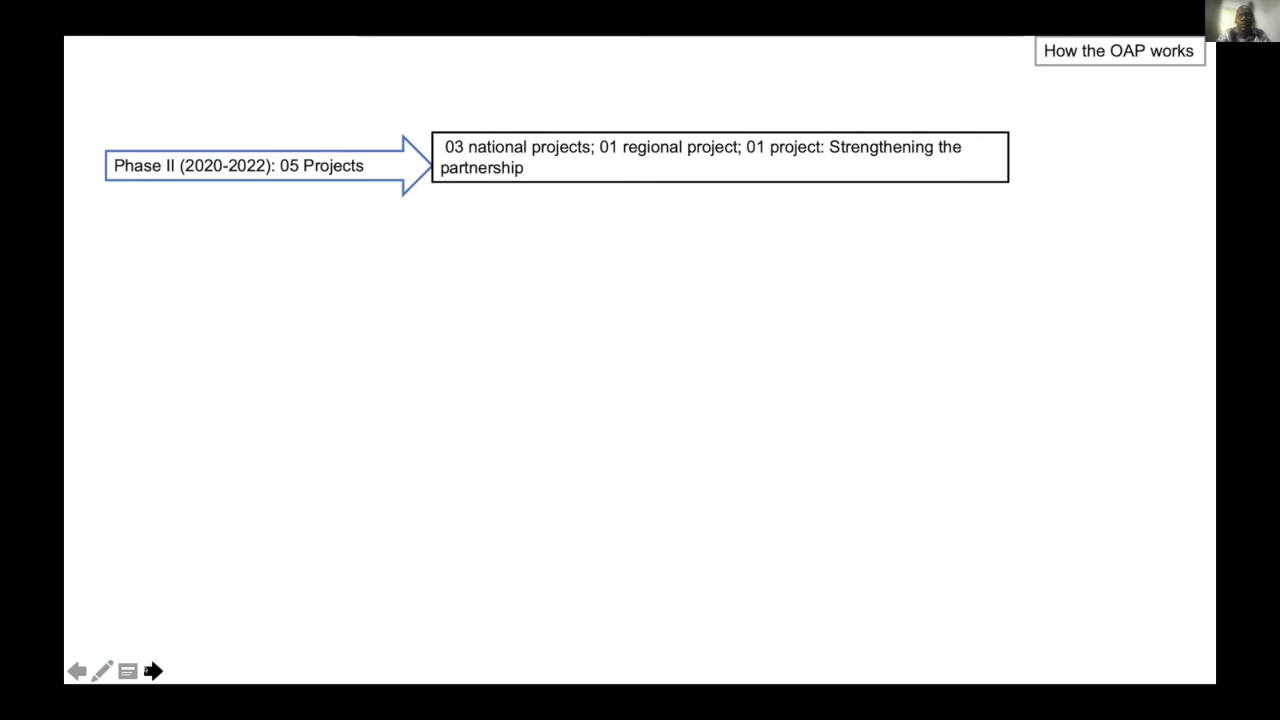 How the OAP works
Phase II (2020-2022): 05 Projects
03 national projects; 01 regional project; 01 project: Strengthening the
partnership